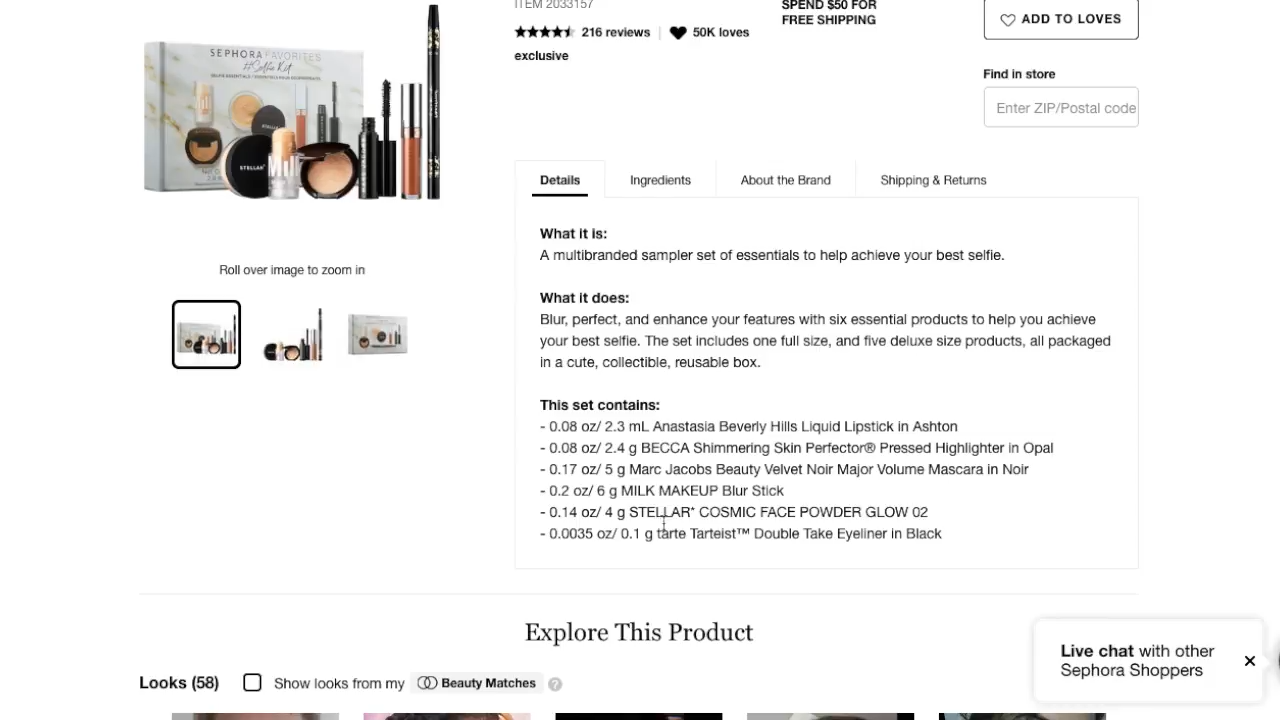 ITEM 2033157
SPEND $50 FOR
FREE SHIPPING
216 reviews | 50K loves
exclusive
ADD TO LOVES
Find in store
Enter ZIP/Postal code
SEPHORA FAVORITES
#Selfie Kit
STELLAR
Milk
Roll over image to zoom in
Details
Ingredients
About the Brand
Shipping & Returns
What it is:
A multibranded sampler set of essentials to help achieve your best selfie.
What it does:
Blur, perfect, and enhance your features with six essential products to help you achieve
your best selfie. The set includes one full size, and five deluxe size products, all packaged
in a cute, collectible, reusable box.
This set contains:
- 0.08 oz/ 2.3 mL Anastasia Beverly Hills Liquid Lipstick in Ashton
- 0.08 oz/ 2.4 g BECCA Shimmering Skin Perfector® Pressed Highlighter in Opal
- 0.17 oz/ 5 g Marc Jacobs Beauty Velvet Noir Major Volume Mascara in Noir
- 0.2 oz/ 6 g MILK MAKEUP Blur Stick
- 0.14 oz/ 4 g STELLAR* COSMIC FACE POWDER GLOW 02
- 0.0035 oz/ 0.1 g tarte Tarteist™ Double Take Eyeliner in Black
Explore This Product
Live chat with other
Sephora Shoppers
Looks (58)
Show looks from my
Beauty Matches
?